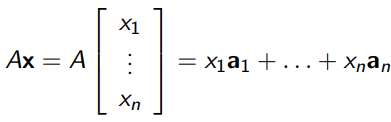 Ax = A [ x₁ ⋮ xₙ ] = x₁a₁ + . . . + xₙaₙ